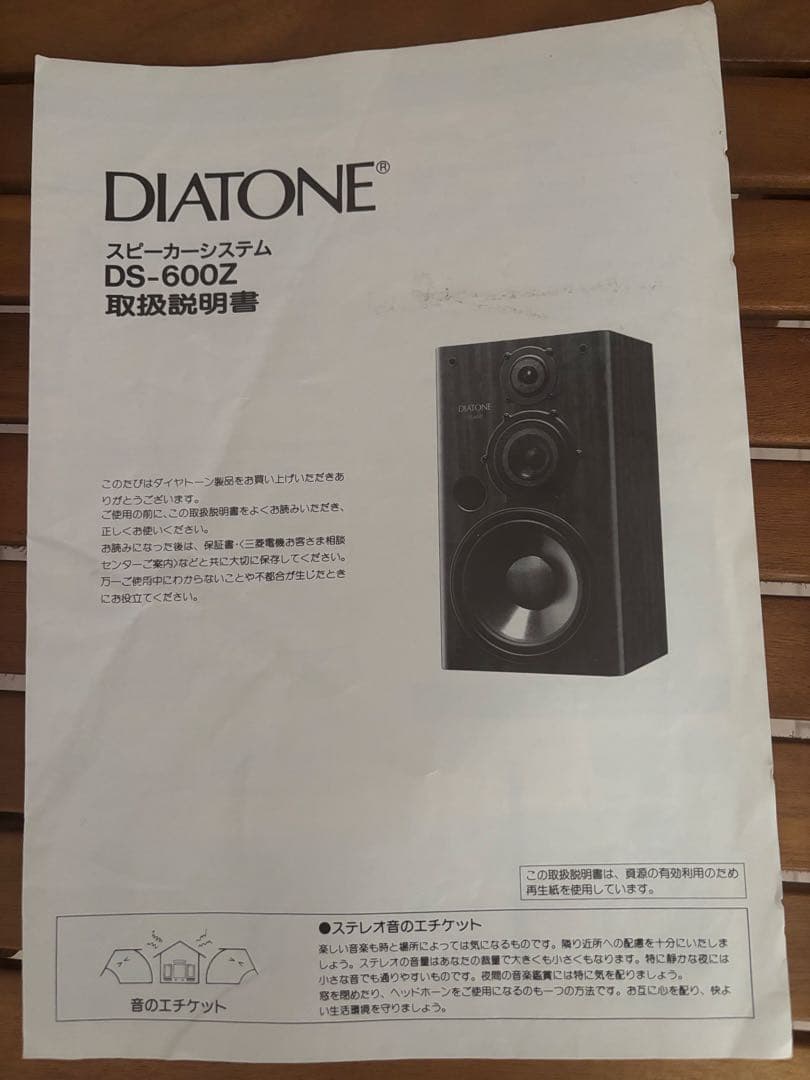 DIATONE®
スピーカーシステム
DS-600Z
取扱説明書
DIATONE
このたびはダイヤトーン製品をお買い上げいただきあ
りがとうございます。
ご使用の前に、この取扱説明書をよくお読みいただき、
正しくお使いください。
お読みになった後は、保証書・〈三菱電機お客さま相談
センターご案内〉などと共に大切に保存してください。
万一ご使用中にわからないことや不都合が生じたとき
にお役立てください。
この取扱説明書は、資源の有効利用のため
再生紙を使用しています。
音のエチケット
●ステレオ音のエチケット
楽しい音楽も時と場所によっては気になるものです。隣り近所への配慮を十分にいたしま
しょう。ステレオの音量はあなたの裁量で大きくも小さくもなります。特に静かな夜には
小さな音でも通りやすいものです。夜間の音楽鑑賞には特に気を配りましょう。
窓を閉めたり、ヘッドホーンをご使用になるのも一つの方法です。お互に心を配り、快よ
い生活環境を守りましょう。